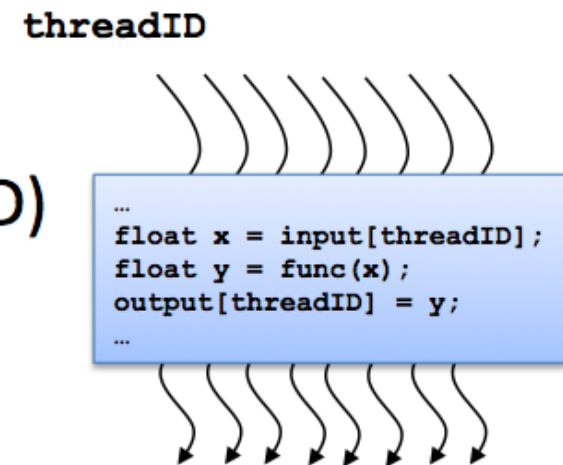 threadID
D)
…
float x = input[threadID];
float y = func(x);
output[threadID] = y;
…